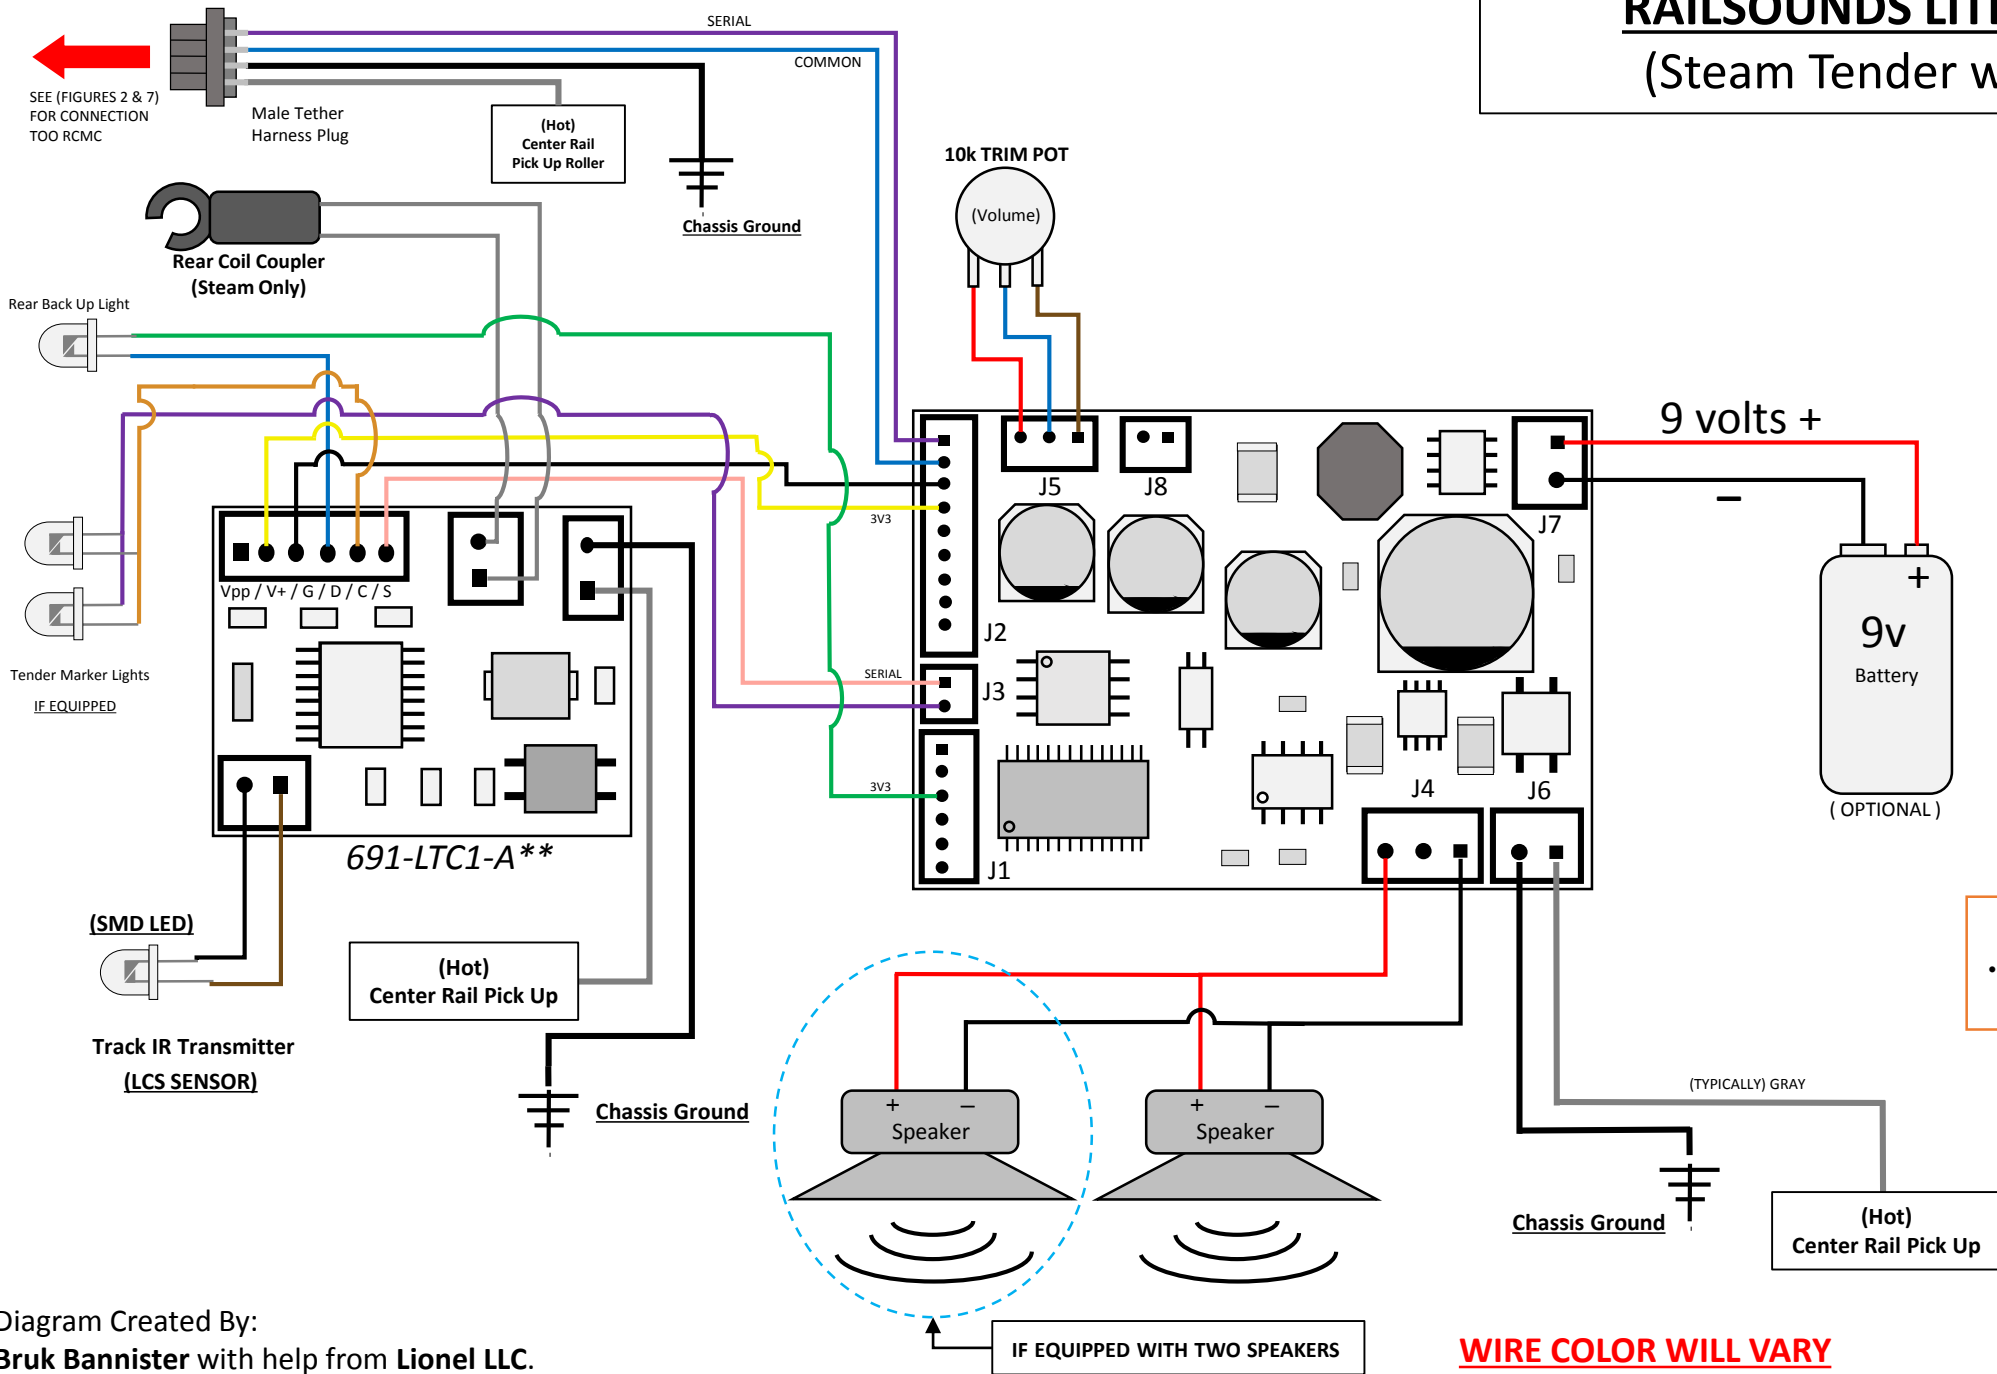 RAILSOUNDS LIT
(Steam Tender w
SERIAL
COMMON
SEE (FIGURES 2 & 7)
FOR CONNECTION
TOO RCMC
Male Tether
Harness Plug
(Hot)
Center Rail
Pick Up Roller
Chassis Ground
10k TRIM POT
(Volume)
Rear Coil Coupler
(Steam Only)
Rear Back Up Light
9 volts +
–
J5
J8
J7
3V3
Vpp / V+ / G / D / C / S
J2
+
9v
Battery
( OPTIONAL )
Tender Marker Lights
IF EQUIPPED
SERIAL
J3
3V3
J4
J6
J1
691-LTC1-A**
(SMD LED)
(Hot)
Center Rail Pick Up
Track IR Transmitter
(LCS SENSOR)
Chassis Ground
+ –
Speaker
+ –
Speaker
(TYPICALLY) GRAY
Chassis Ground
(Hot)
Center Rail Pick Up
Diagram Created By:
Bruk Bannister with help from Lionel LLC.
IF EQUIPPED WITH TWO SPEAKERS
WIRE COLOR WILL VARY